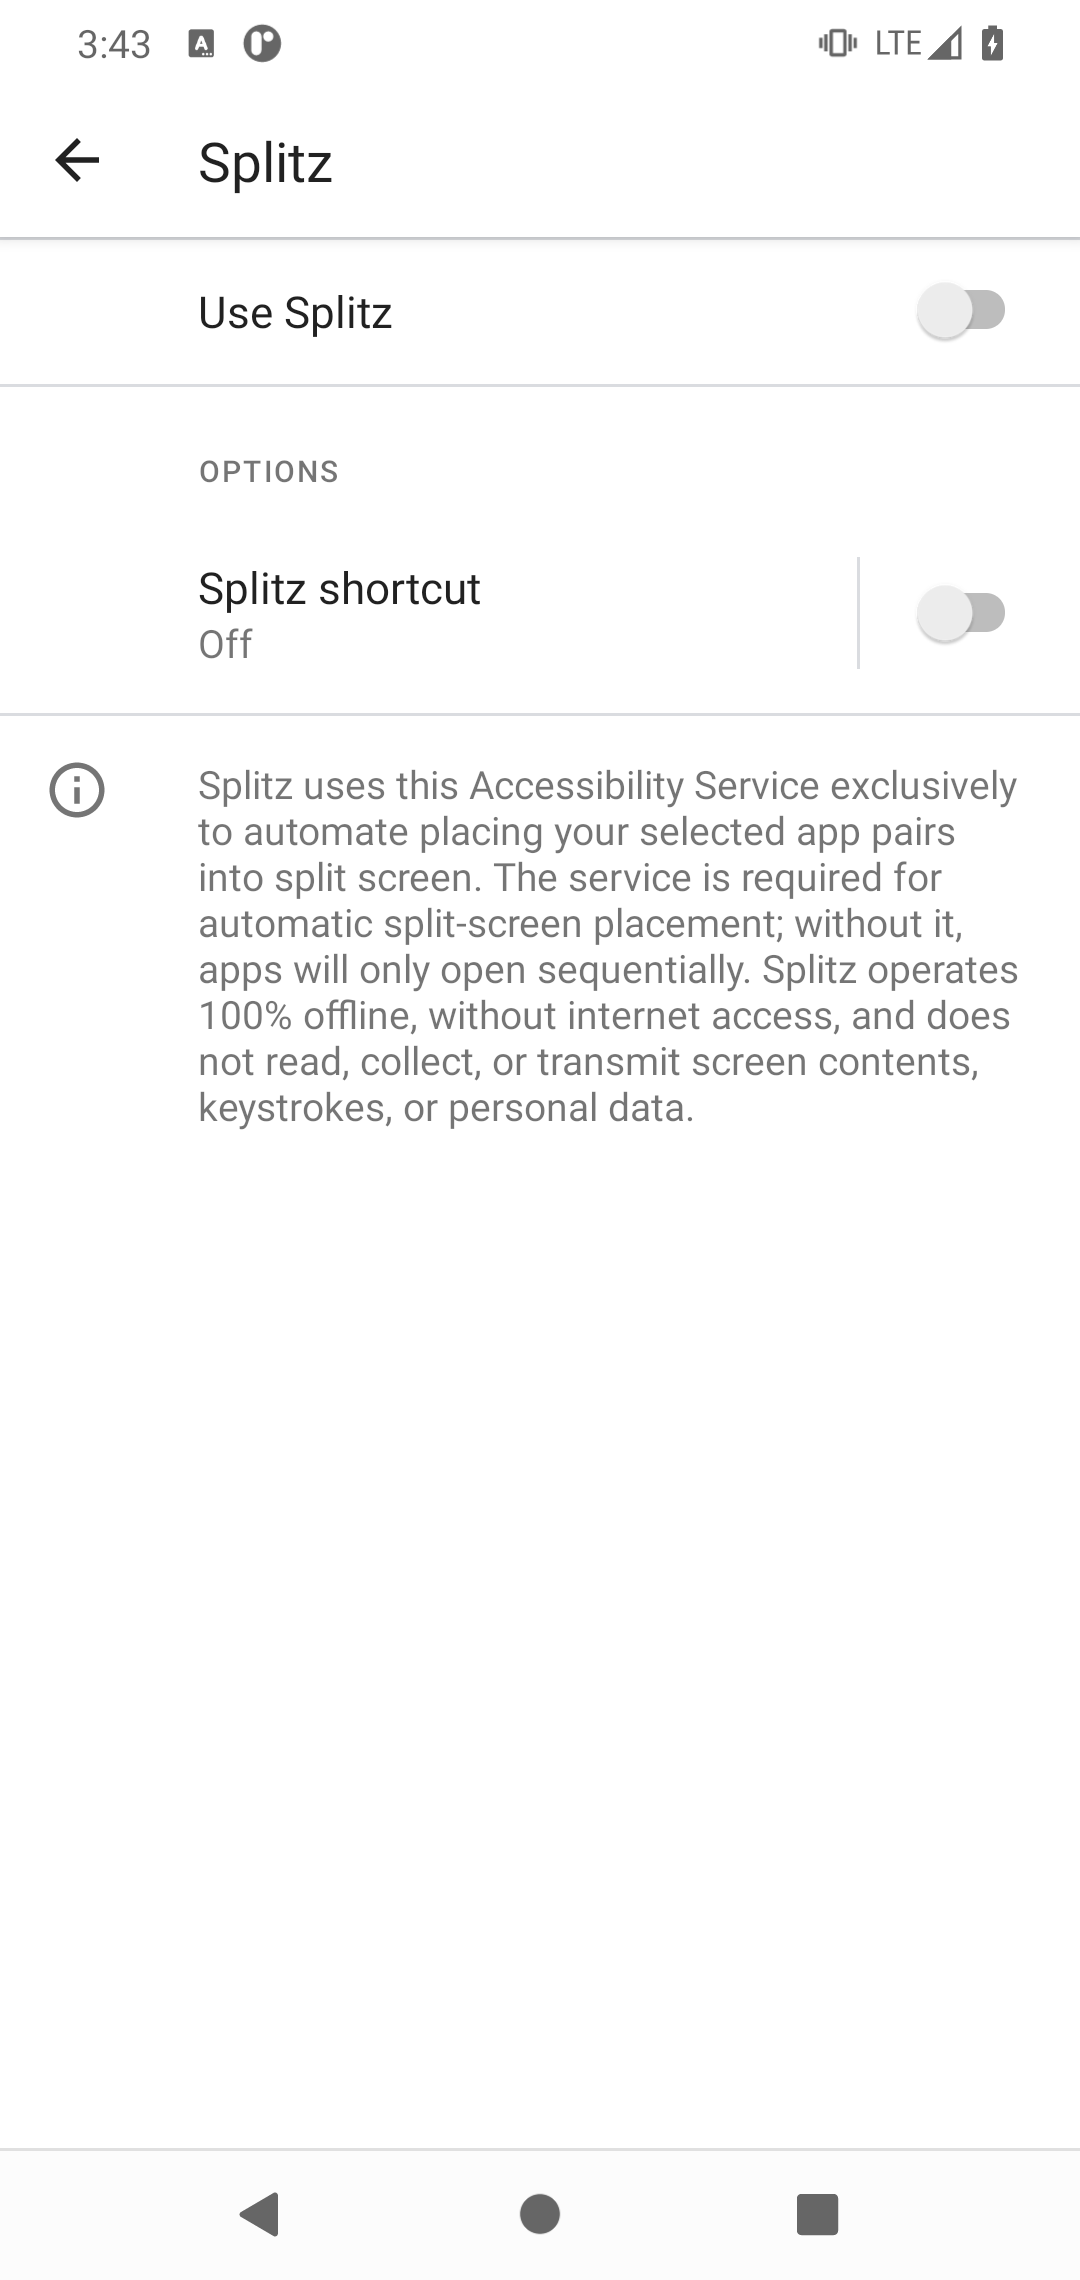 3:43
LTE
Splitz
Use Splitz
OPTIONS
Splitz shortcut
Off
Splitz uses this Accessibility Service exclusively
to automate placing your selected app pairs
into split screen. The service is required for
automatic split-screen placement; without it,
apps will only open sequentially. Splitz operates
100% offline, without internet access, and does
not read, collect, or transmit screen contents,
keystrokes, or personal data.